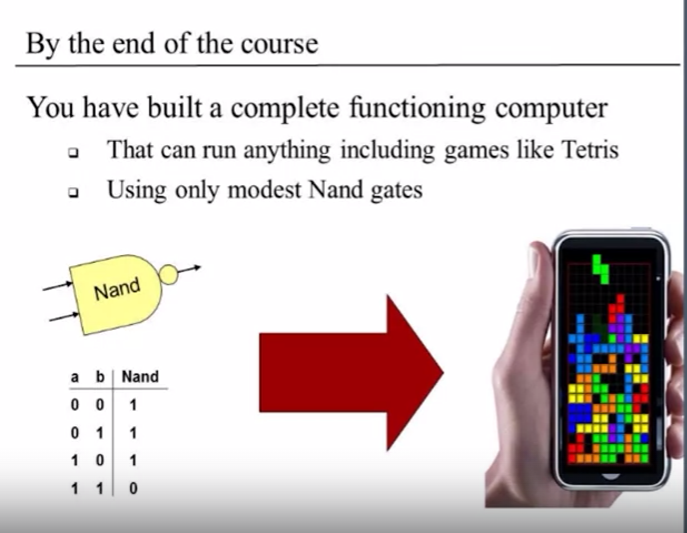 By the end of the course
You have built a complete functioning computer
That can run anything including games like Tetris
Using only modest Nand gates
Nand
a b Nand
0 0 1
0 1 1
1 0 1
1 1 0